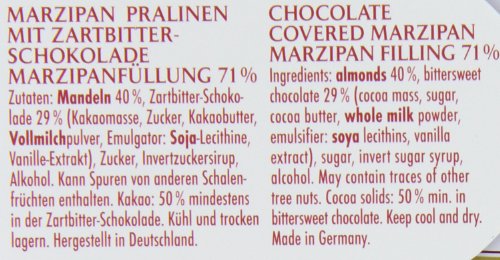 MARZIPAN PRALINEN
MIT ZARTBITTER-
SCHOKOLADE
MARZIPANFÜLLUNG 71%
Zutaten: Mandeln 40%, Zartbitter-Schoko-
lade 29% (Kakaomasse, Zucker, Kakaobutter,
Vollmilchpulver, Emulgator: Soja-Lecithine,
Vanille-Extrakt), Zucker, Invertzuckersirup,
Alkohol. Kann Spuren von anderen Schalen-
früchten enthalten. Kakao: 50% mindestens
in der Zartbitter-Schokolade. Kühl und trocken
lagern. Hergestellt in Deutschland.
CHOCOLATE
COVERED MARZIPAN
MARZIPAN FILLING 71%
Ingredients: almonds 40%, bittersweet
chocolate 29% (cocoa mass, sugar,
cocoa butter, whole milk powder,
emulsifier: soya lecithins, vanilla
extract), sugar, invert sugar syrup,
alcohol. May contain traces of other
tree nuts. Cocoa solids: 50% min. in
bittersweet chocolate. Keep cool and dry.
Made in Germany.